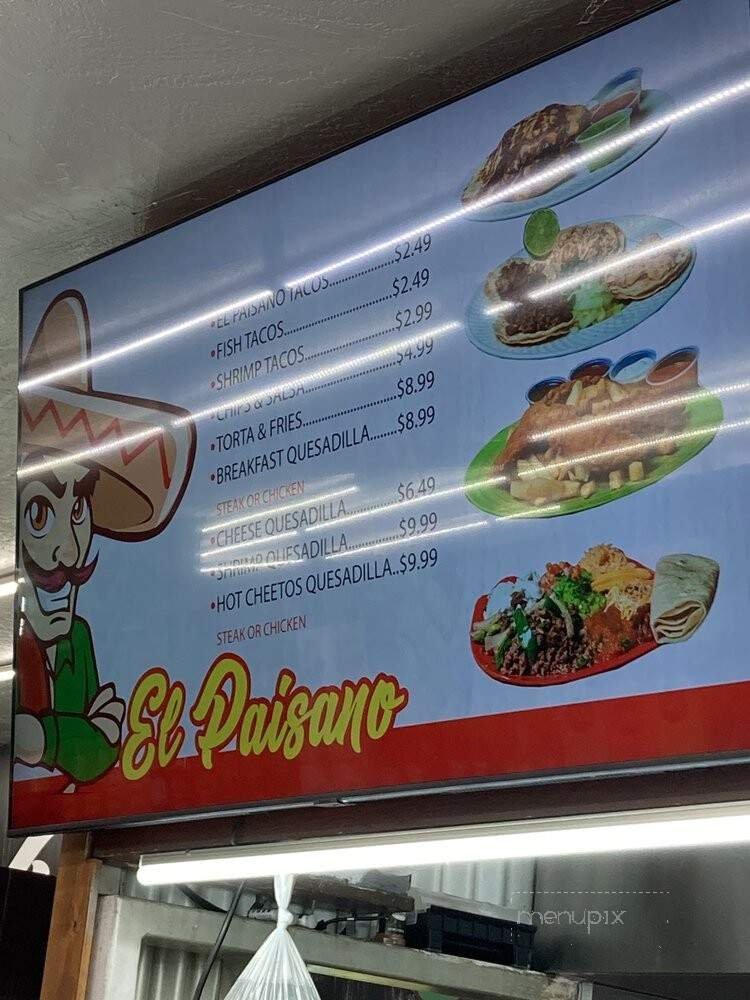 •EL PAISANO TACOS................$2.49
•FISH TACOS...........................$2.49
•SHRIMP TACOS......................$2.99
•CHIPS & SALSA......................$4.99
•TORTA & FRIES......................$8.99
•BREAKFAST QUESADILLA.......$8.99
STEAK OR CHICKEN
•CHEESE QUESADILLA..............$6.49
•SHRIMP QUESADILLA..............$9.99
•HOT CHEETOS QUESADILLA..$9.99
STEAK OR CHICKEN
El Paisano
menupix